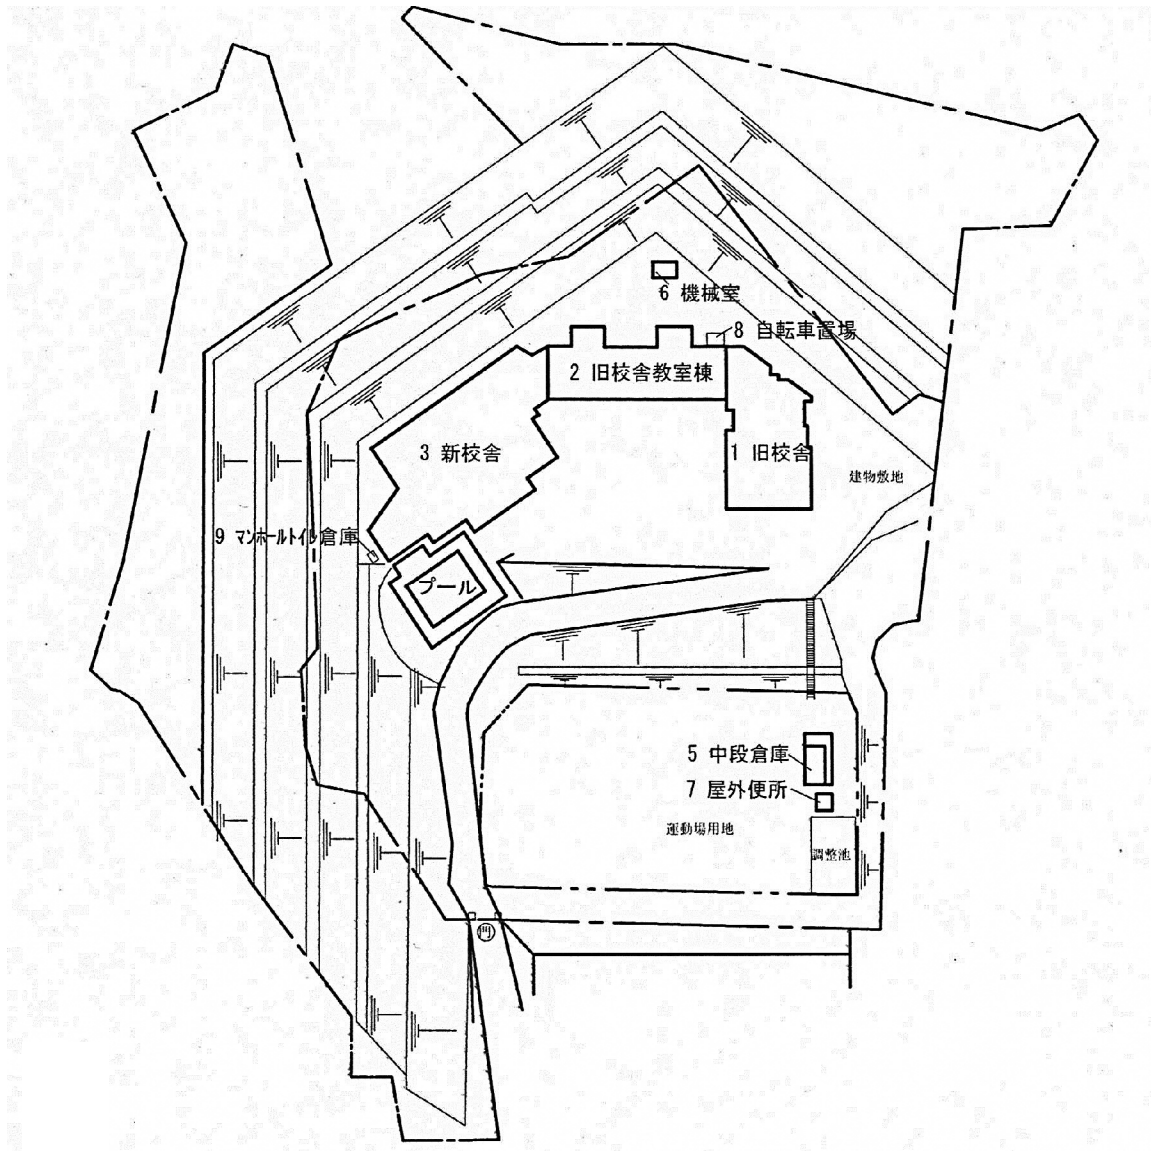 6 機械室
8 自転車置場
2 旧校舎教室棟
3 新校舎
1 旧校舎
建物敷地
9 マンホールトイレ倉庫
プール
5 中段倉庫
7 屋外便所
運動場用地
調整池
門